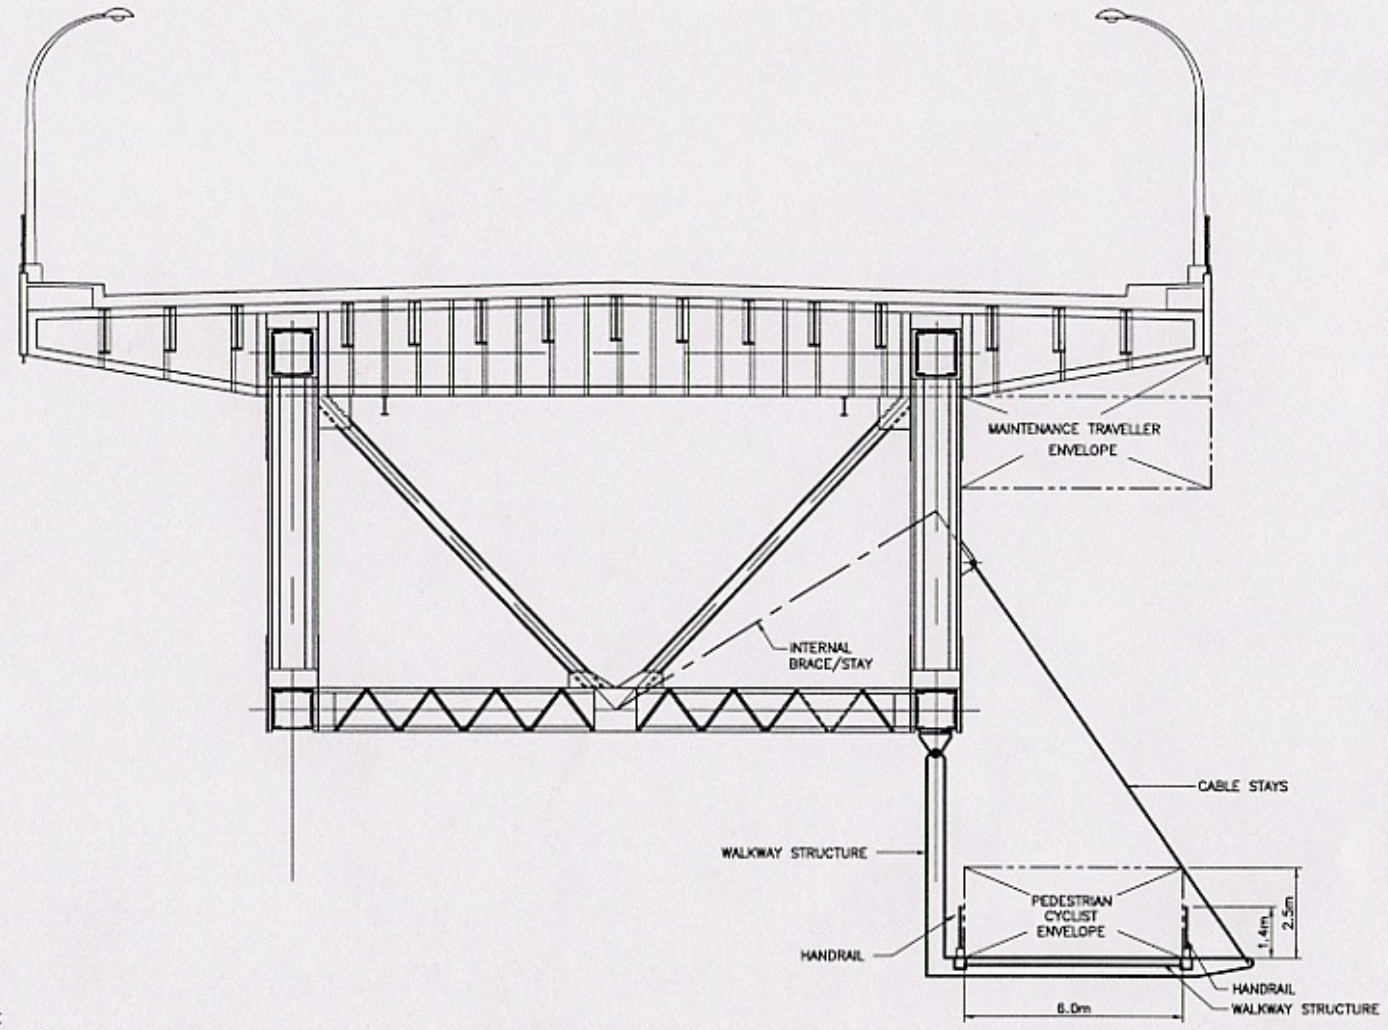 MAINTENANCE TRAVELLER
ENVELOPE
INTERNAL
BRACE/STAY
CABLE STAYS
WALKWAY STRUCTURE
PEDESTRIAN
CYCLIST
ENVELOPE
1.4m
2.5m
HANDRAIL
HANDRAIL
WALKWAY STRUCTURE
6.0m